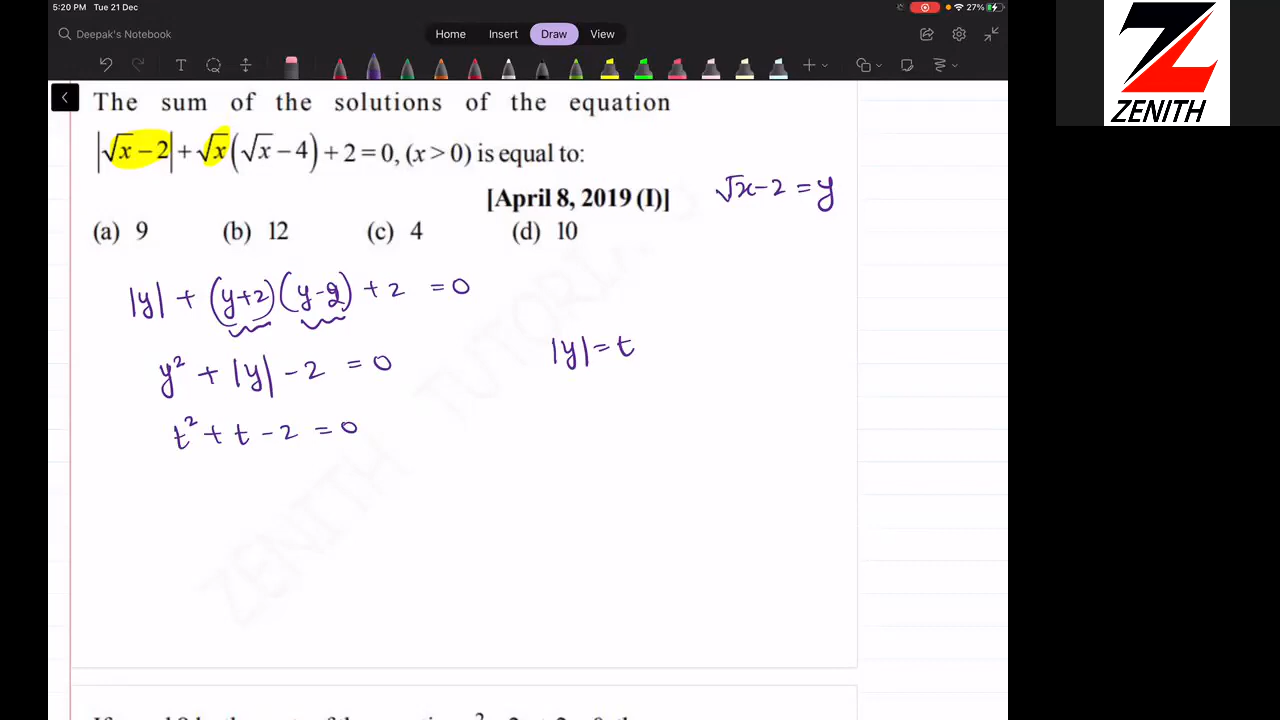 5:20 PM Tue 21 Dec
27%
Deepak's Notebook
Home Insert Draw View
ZENITH
The sum of the solutions of the equation
|√x − 2| + √x (√x − 4) + 2 = 0, (x > 0) is equal to:
[April 8, 2019 (I)]
√x − 2 = y
(a) 9 (b) 12 (c) 4 (d) 10
|y| + (y+2)(y−2) + 2 = 0
y² + |y| − 2 = 0
|y| = t
t² + t − 2 = 0
ZENITH TUTORIALS